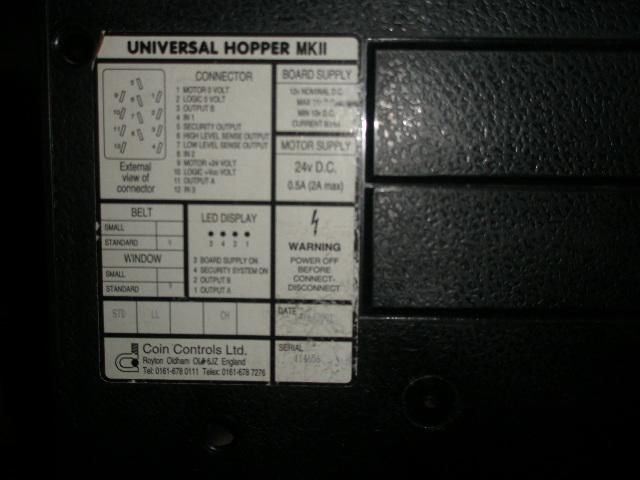 UNIVERSAL HOPPER MKII
CONNECTOR
1 MOTOR 0 VOLT
2 LOGIC 0 VOLT
3 OUTPUT B
4 IN 1
5 SECURITY OUTPUT
6 HIGH LEVEL SENSE OUTPUT
7 LOW LEVEL SENSE OUTPUT
8 IN 2
9 MOTOR +24 VOLT
10 LOGIC +Vcc VOLT
11 OUTPUT A
12 IN 3
External
view of
connector
BOARD SUPPLY
12v NOMINAL D.C.
MAX
MIN 10v D.C.
CURRENT
MOTOR SUPPLY
24v D.C.
0.5A (2A max)
BELT
SMALL
STANDARD
WINDOW
SMALL
STANDARD
LED DISPLAY
3 4 2 1
3 BOARD SUPPLY ON
4 SECURITY SYSTEM ON
2 OUTPUT B
1 OUTPUT A
WARNING
POWER OFF
BEFORE
CONNECT-
DISCONNECT
STD LL CH
DATE
SERIAL
414656
Coin Controls Ltd.
Royton Oldham OL2 6JZ England
Tel: 0161-678 0111 Telex: 0161-678 7276